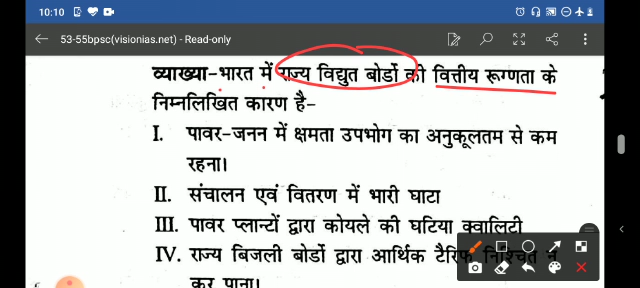 10:10
53-55bpsc(visionias.net) - Read-only
व्याख्या-भारत में राज्य विद्युत बोर्डों की वित्तीय रूग्णता के
निम्नलिखित कारण है-
I. पावर-जनन में क्षमता उपभोग का अनुकूलतम से कम
रहना।
II. संचालन एवं वितरण में भारी घाटा
III. पावर प्लान्टों द्वारा कोयले की घटिया क्वालिटी
IV. राज्य बिजली बोर्डों द्वारा आर्थिक टैरिफ निश्चित न
कर पाना।